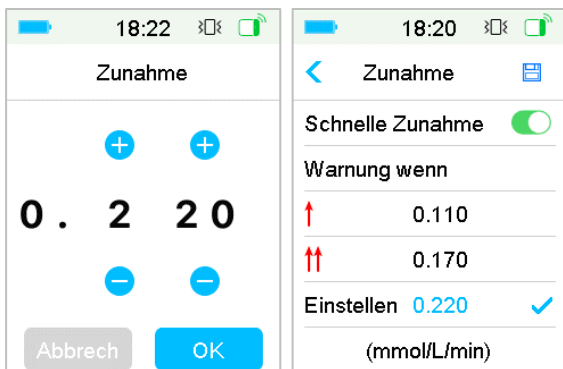 18:22
Zunahme
0. 2 20
Abbrech
OK
18:20
Zunahme
Schnelle Zunahme
Warnung wenn
0.110
0.170
Einstellen 0.220
(mmol/L/min)